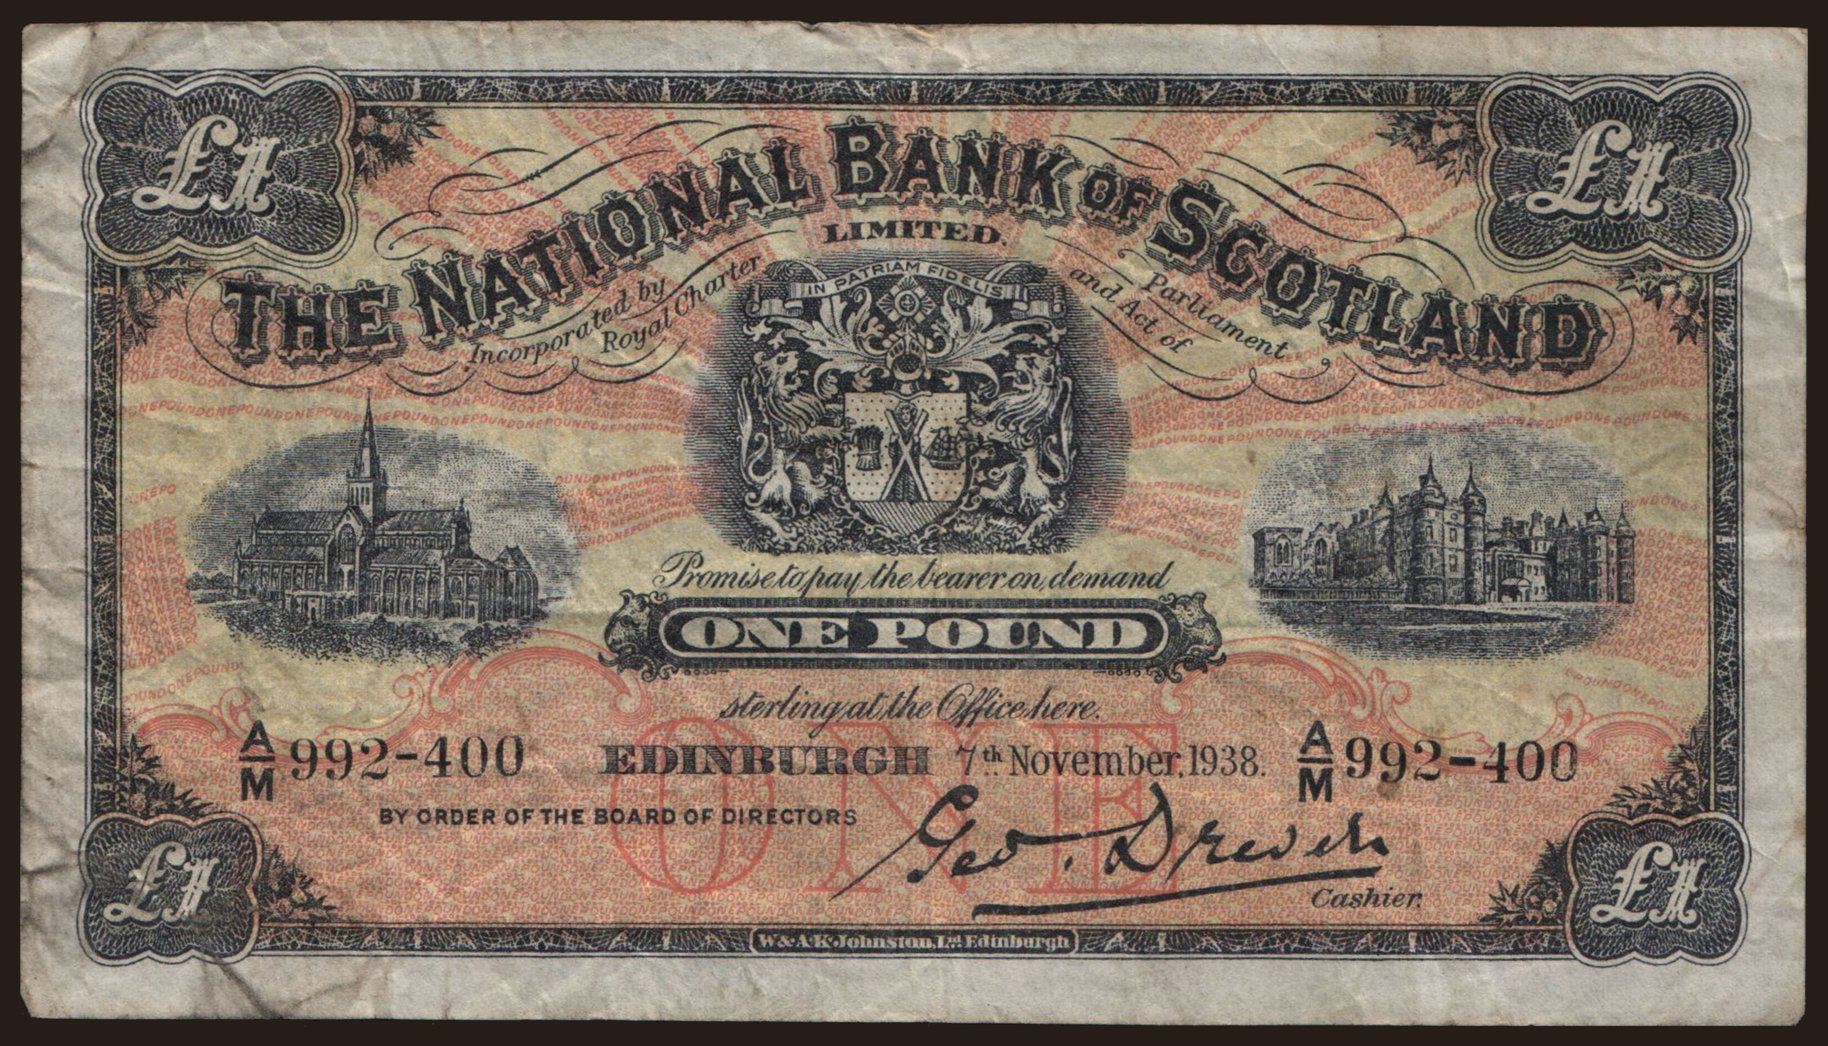 £1 £1
THE NATIONAL BANK OF SCOTLAND
LIMITED.
Incorporated by Royal Charter and Act of Parliament
IN PATRIAM FIDELIS
Promise to pay the bearer on demand
ONE POUND
sterling at the Office here.
A/M 992-400 EDINBURGH 7th November, 1938. A/M 992-400
BY ORDER OF THE BOARD OF DIRECTORS
Geo. Drever
Cashier.
ONE
£1 £1
W. & A.K. Johnston, Ltd. Edinburgh